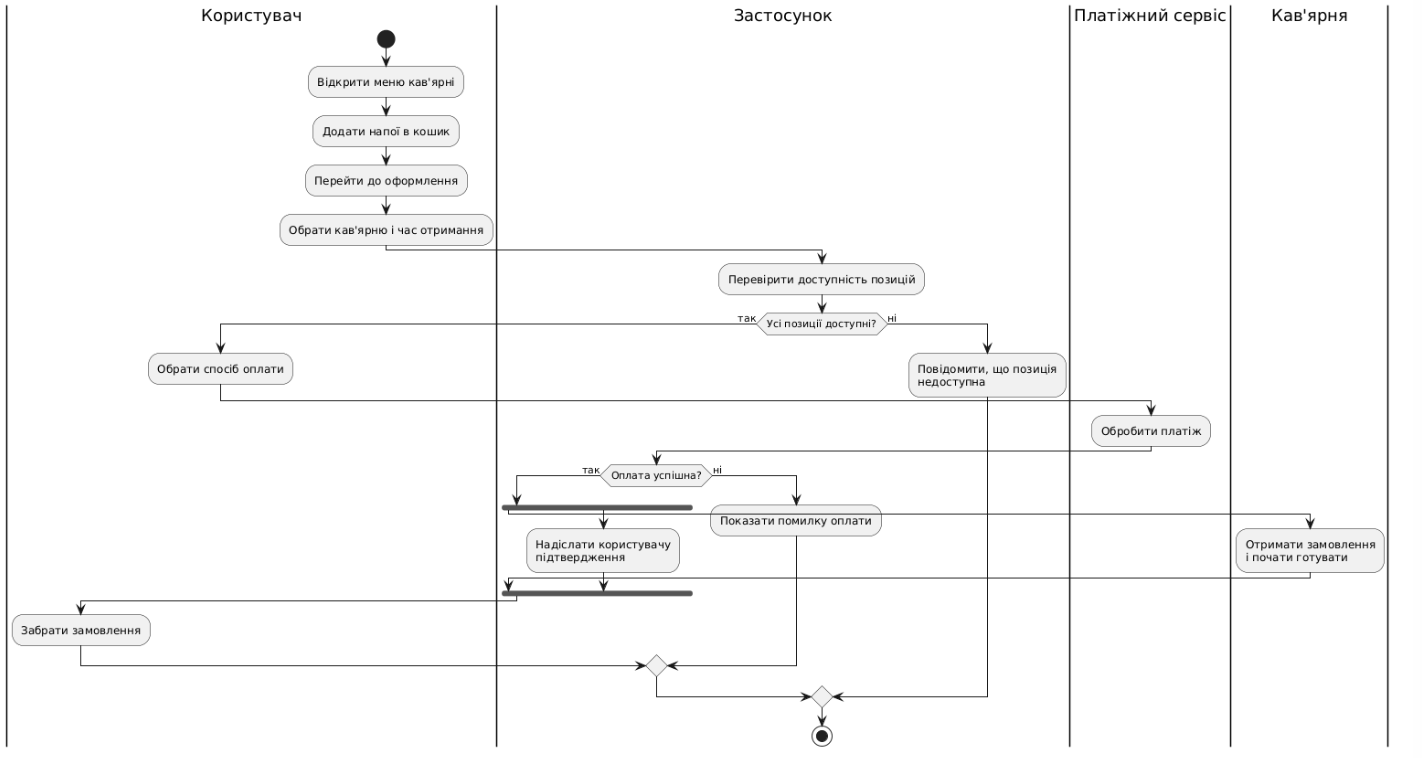 Користувач
Застосунок
Платіжний сервіс
Кав'ярня
Відкрити меню кав'ярні
Додати напої в кошик
Перейти до оформлення
Обрати кав'ярню і час отримання
Перевірити доступність позицій
так
Усі позиції доступні?
ні
Обрати спосіб оплати
Повідомити, що позиція
недоступна
Обробити платіж
так
Оплата успішна?
ні
Показати помилку оплати
Надіслати користувачу
підтвердження
Отримати замовлення
і почати готувати
Забрати замовлення